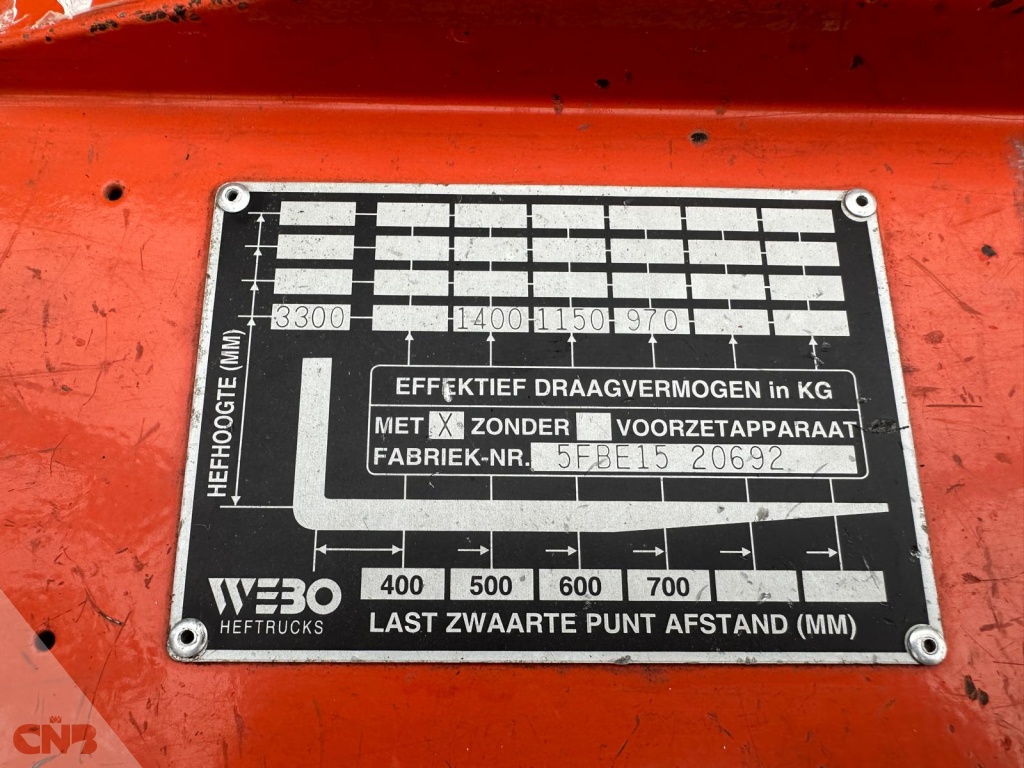 3300 1400 1150 970
HEFHOOGTE (MM)
EFFEKTIEF DRAAGVERMOGEN in KG
MET X ZONDER VOORZETAPPARAAT
FABRIEK-NR. 5FBE15 20692
400 500 600 700
WEBO
HEFTRUCKS
LAST ZWAARTE PUNT AFSTAND (MM)
CNB